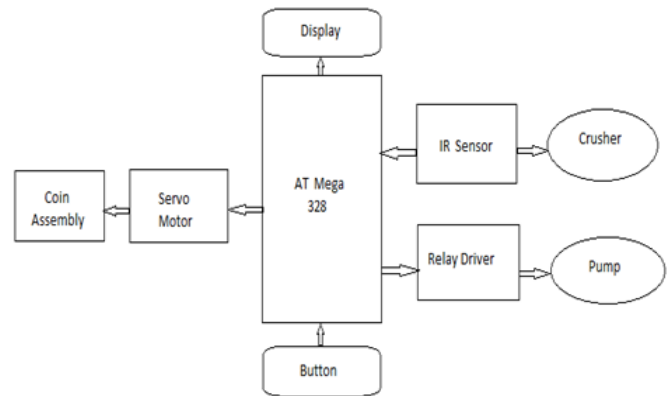 Display
AT Mega
328
IR Sensor
Crusher
Coin
Assembly
Servo
Motor
Relay Driver
Pump
Button